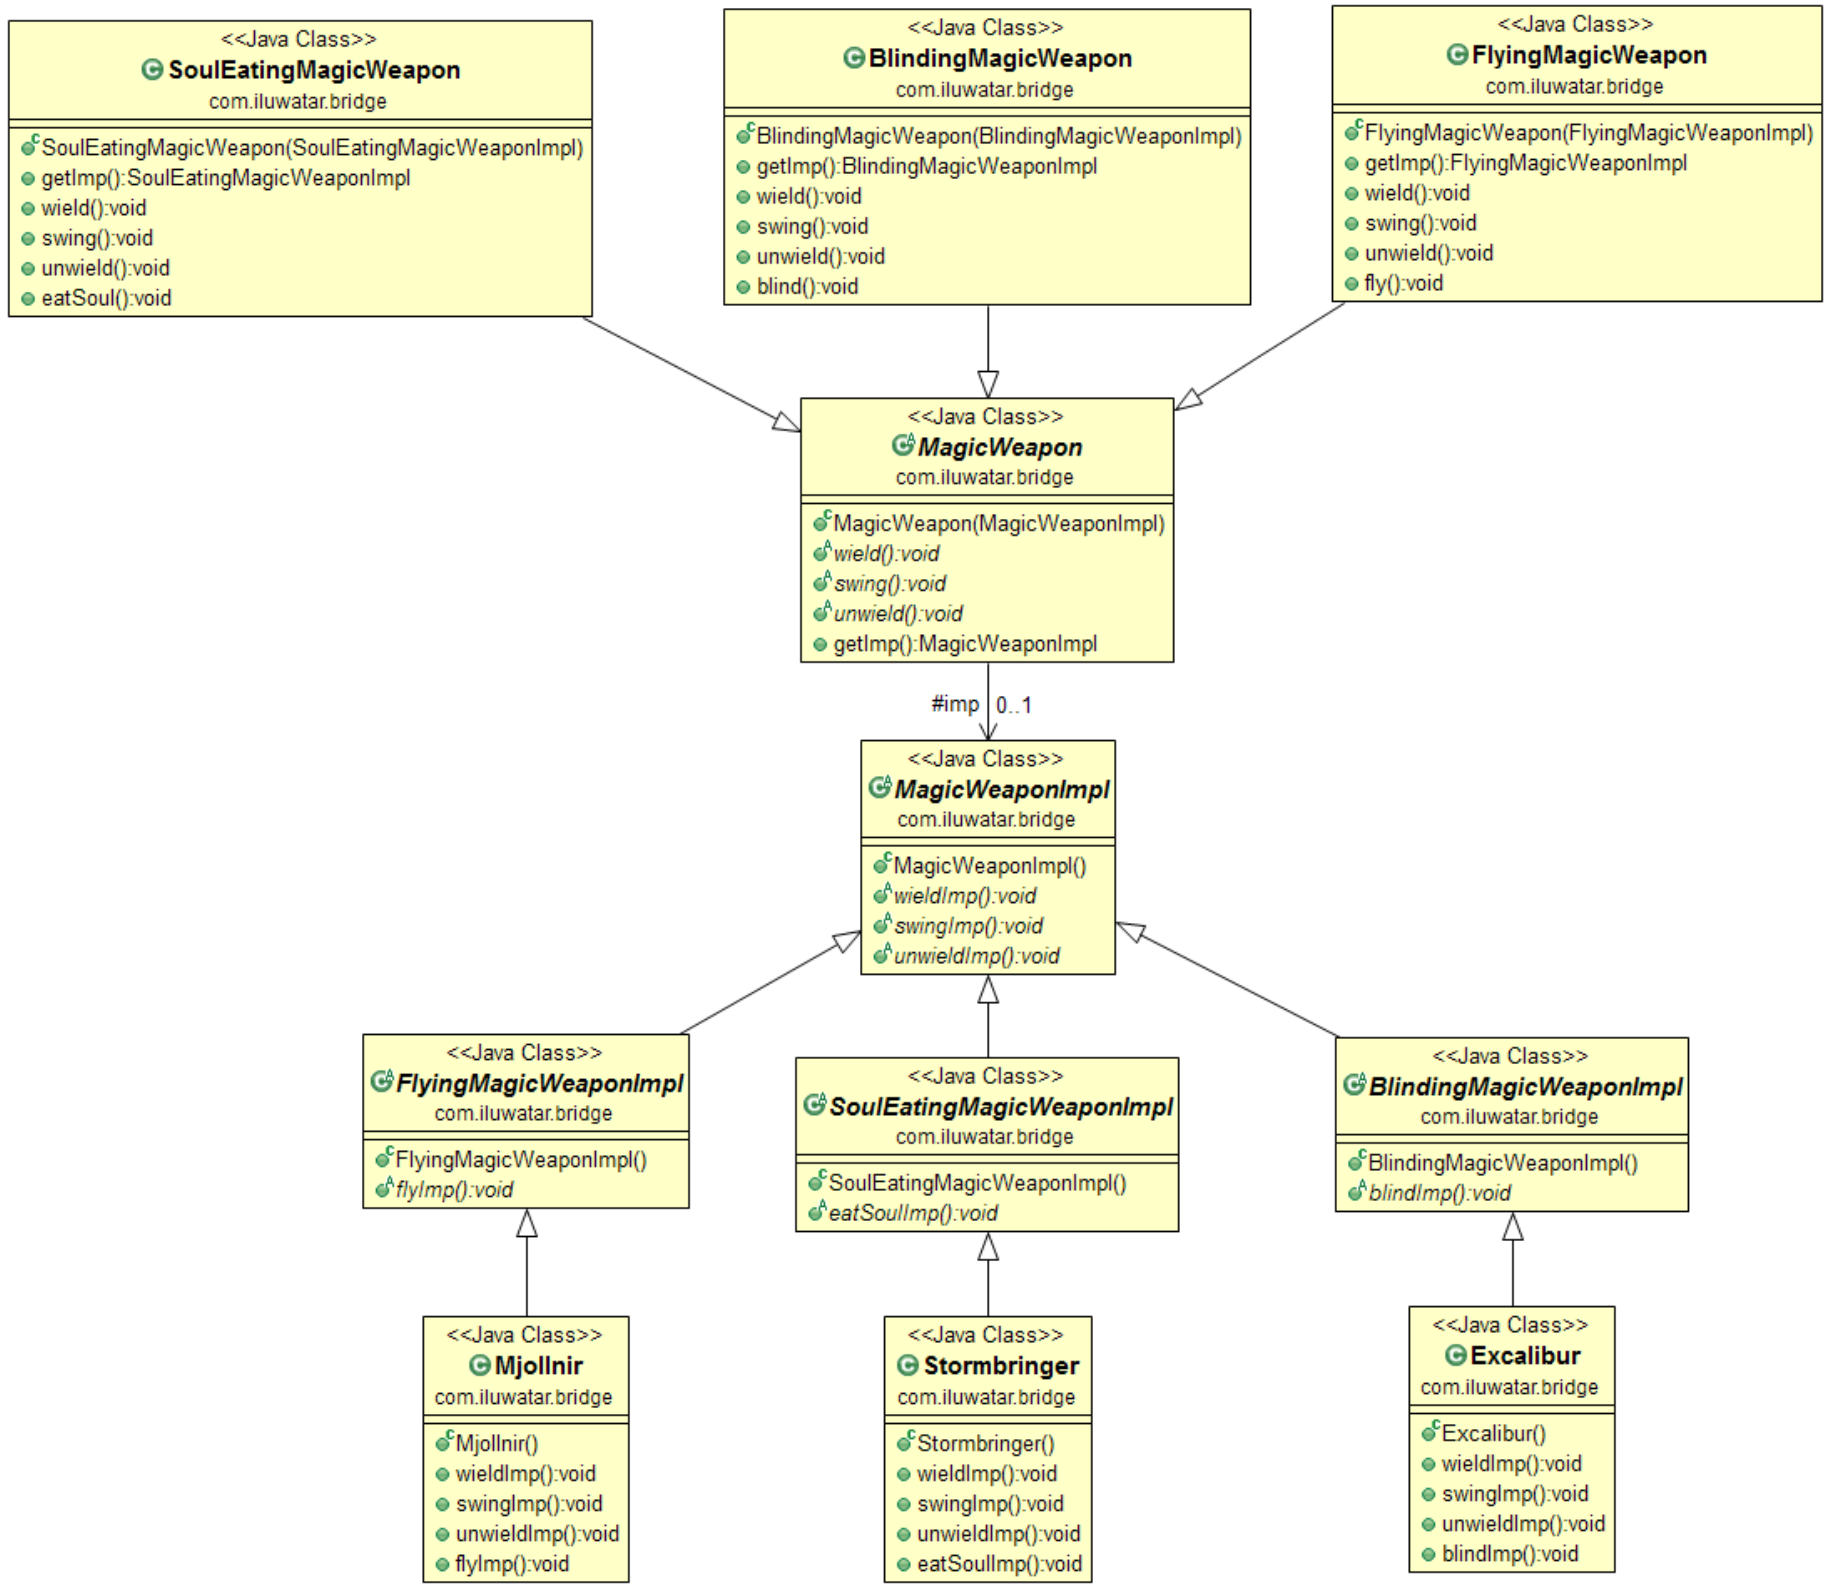 <<Java Class>>
SoulEatingMagicWeapon
com.iluwatar.bridge
SoulEatingMagicWeapon(SoulEatingMagicWeaponImpl)
getImp():SoulEatingMagicWeaponImpl
wield():void
swing():void
unwield():void
eatSoul():void
<<Java Class>>
BlindingMagicWeapon
com.iluwatar.bridge
BlindingMagicWeapon(BlindingMagicWeaponImpl)
getImp():BlindingMagicWeaponImpl
wield():void
swing():void
unwield():void
blind():void
<<Java Class>>
FlyingMagicWeapon
com.iluwatar.bridge
FlyingMagicWeapon(FlyingMagicWeaponImpl)
getImp():FlyingMagicWeaponImpl
wield():void
swing():void
unwield():void
fly():void
<<Java Class>>
MagicWeapon
com.iluwatar.bridge
MagicWeapon(MagicWeaponImpl)
wield():void
swing():void
unwield():void
getImp():MagicWeaponImpl
#imp 0..1
<<Java Class>>
MagicWeaponImpl
com.iluwatar.bridge
MagicWeaponImpl()
wieldImp():void
swingImp():void
unwieldImp():void
<<Java Class>>
FlyingMagicWeaponImpl
com.iluwatar.bridge
FlyingMagicWeaponImpl()
flyImp():void
<<Java Class>>
SoulEatingMagicWeaponImpl
com.iluwatar.bridge
SoulEatingMagicWeaponImpl()
eatSoulImp():void
<<Java Class>>
BlindingMagicWeaponImpl
com.iluwatar.bridge
BlindingMagicWeaponImpl()
blindImp():void
<<Java Class>>
Mjollnir
com.iluwatar.bridge
Mjollnir()
wieldImp():void
swingImp():void
unwieldImp():void
flyImp():void
<<Java Class>>
Stormbringer
com.iluwatar.bridge
Stormbringer()
wieldImp():void
swingImp():void
unwieldImp():void
eatSoulImp():void
<<Java Class>>
Excalibur
com.iluwatar.bridge
Excalibur()
wieldImp():void
swingImp():void
unwieldImp():void
blindImp():void